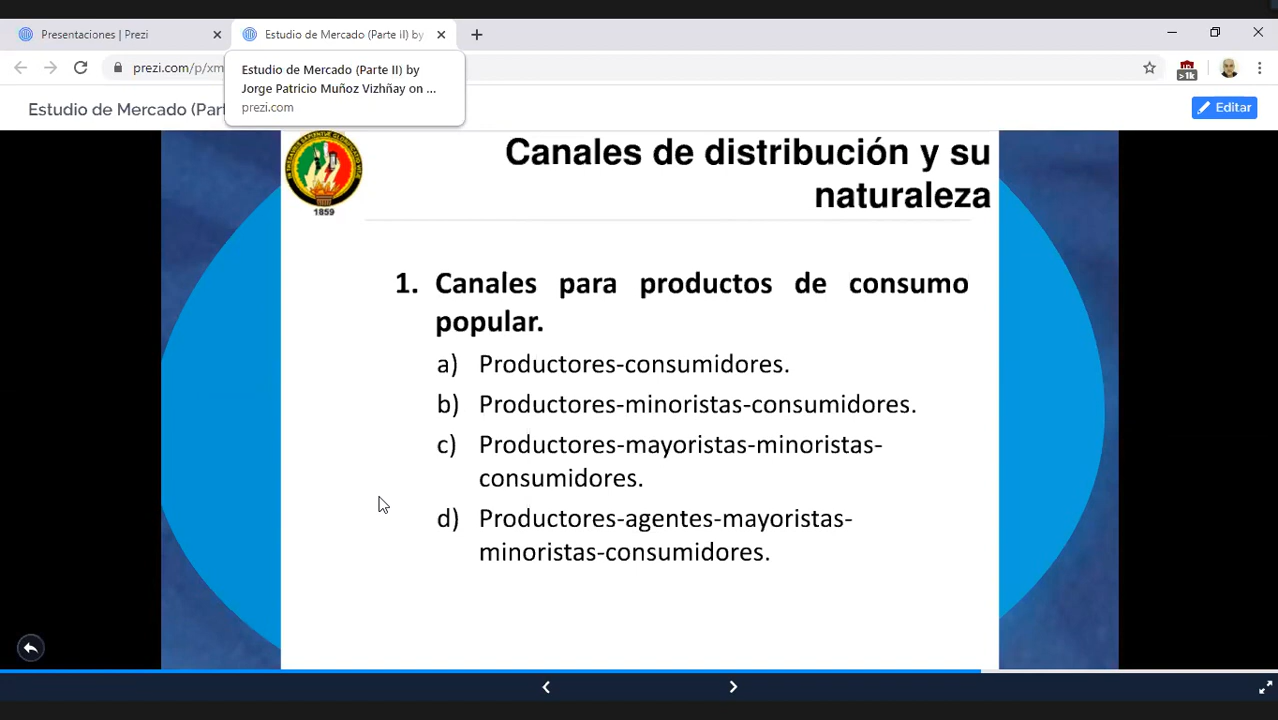 Presentaciones | Prezi
Estudio de Mercado (Parte II) by
Estudio de Mercado (Parte II) by
Jorge Patricio Muñoz Vizhñay on ...
prezi.com
prezi.com/p/xm
>1k
Estudio de Mercado (Par
Editar
1859
Canales de distribución y su
naturaleza
1. Canales para productos de consumo
popular.
a) Productores-consumidores.
b) Productores-minoristas-consumidores.
c) Productores-mayoristas-minoristas-
consumidores.
d) Productores-agentes-mayoristas-
minoristas-consumidores.